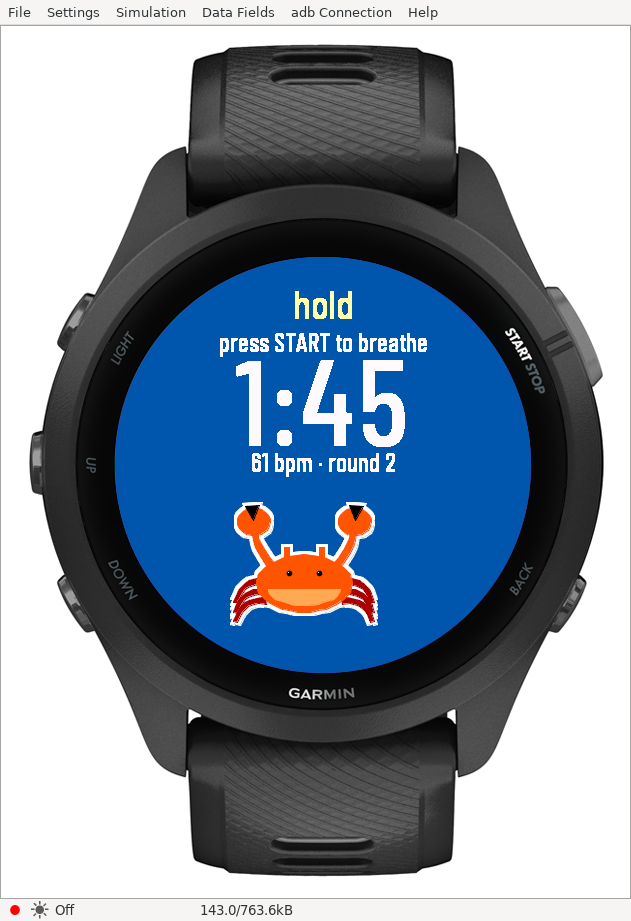 File Settings Simulation Data Fields adb Connection Help
hold
press START to breathe
1:45
61 bpm · round 2
LIGHT
START STOP
UP
DOWN
BACK
GARMIN
Off 143.0/763.6kB